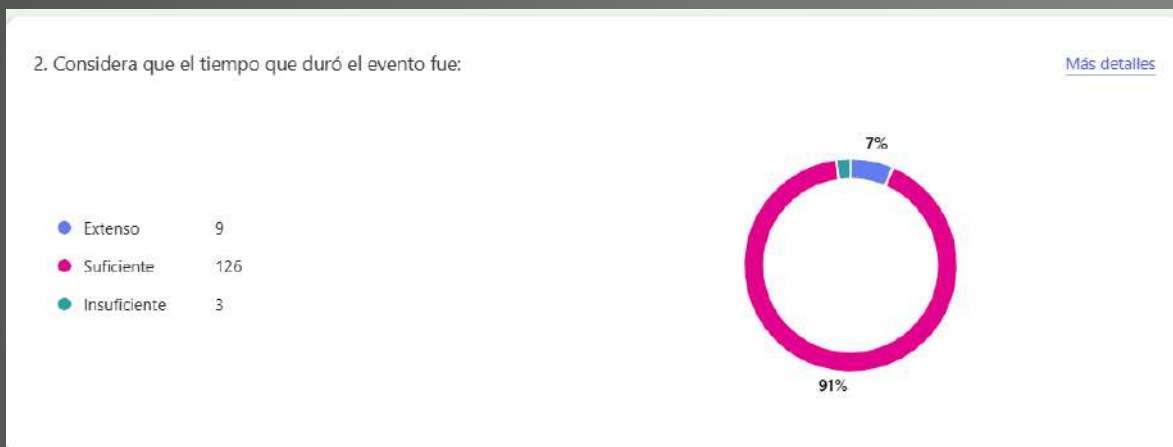 2. Considera que el tiempo que duró el evento fue:
Más detalles
7%
Extenso 9
Suficiente 126
Insuficiente 3
91%